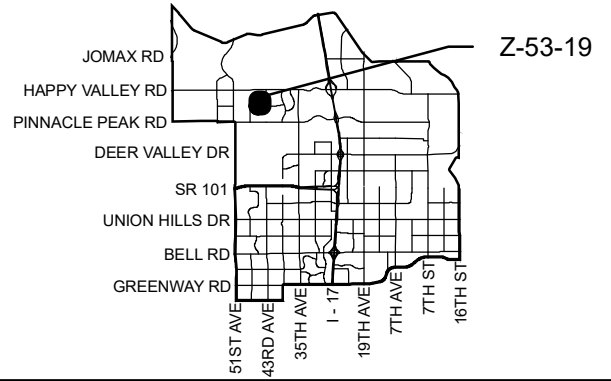 Z-53-19
JOMAX RD
HAPPY VALLEY RD
PINNACLE PEAK RD
DEER VALLEY DR
SR 101
UNION HILLS DR
BELL RD
GREENWAY RD
51ST AVE
43RD AVE
35TH AVE
I - 17
19TH AVE
7TH AVE
7TH ST
16TH ST